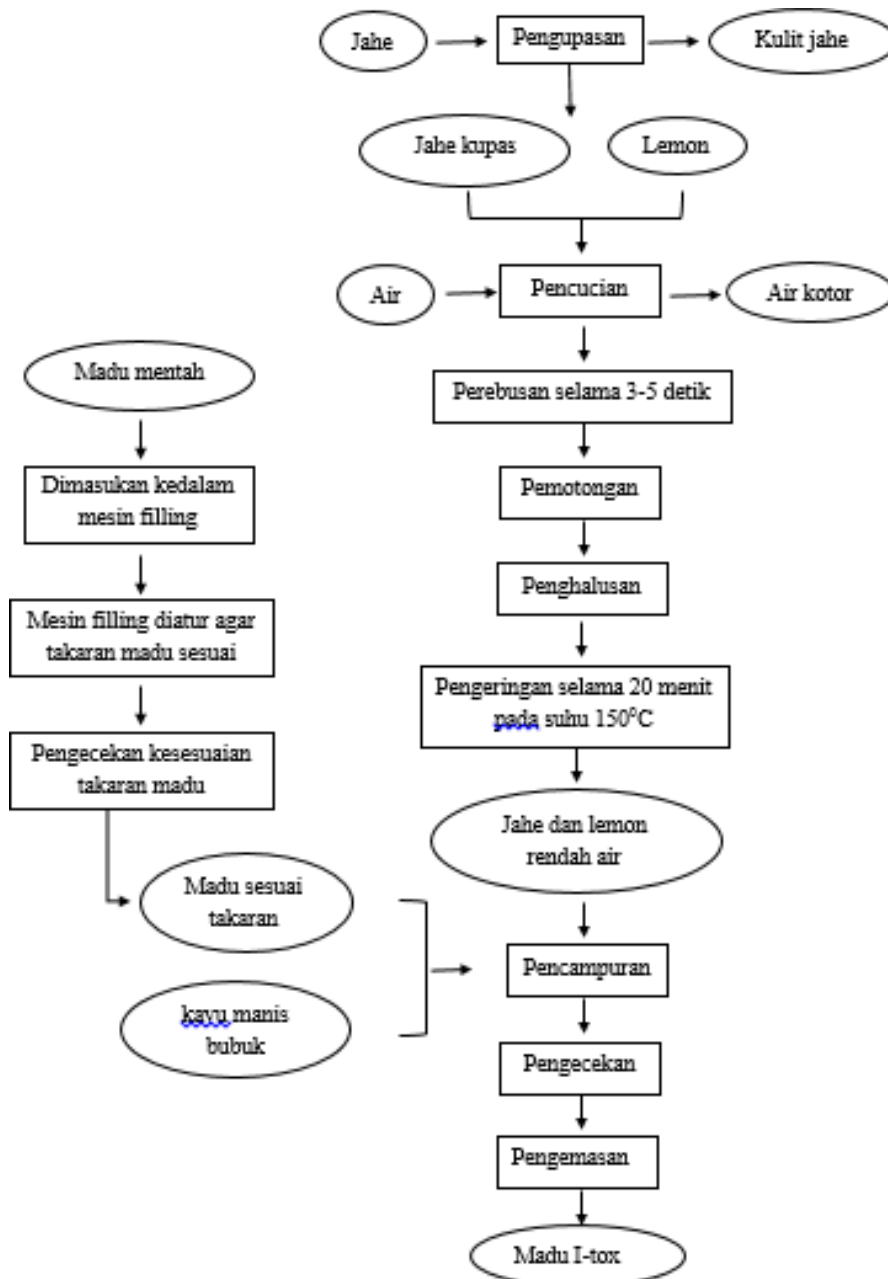 Jahe
Pengupasan
Kulit jahe
Jahe kupas
Lemon
Air
Pencucian
Air kotor
Madu mentah
Perebusan selama 3-5 detik
Dimasukan kedalam
mesin filling
Pemotongan
Penghalusan
Mesin filling diatur agar
takaran madu sesuai
Pengeringan selama 20 menit
pada suhu 150⁰C
Pengecekan kesesuaian
takaran madu
Jahe dan lemon
rendah air
Madu sesuai
takaran
Pencampuran
kayu manis
bubuk
Pengecekan
Pengemasan
Madu I-tox